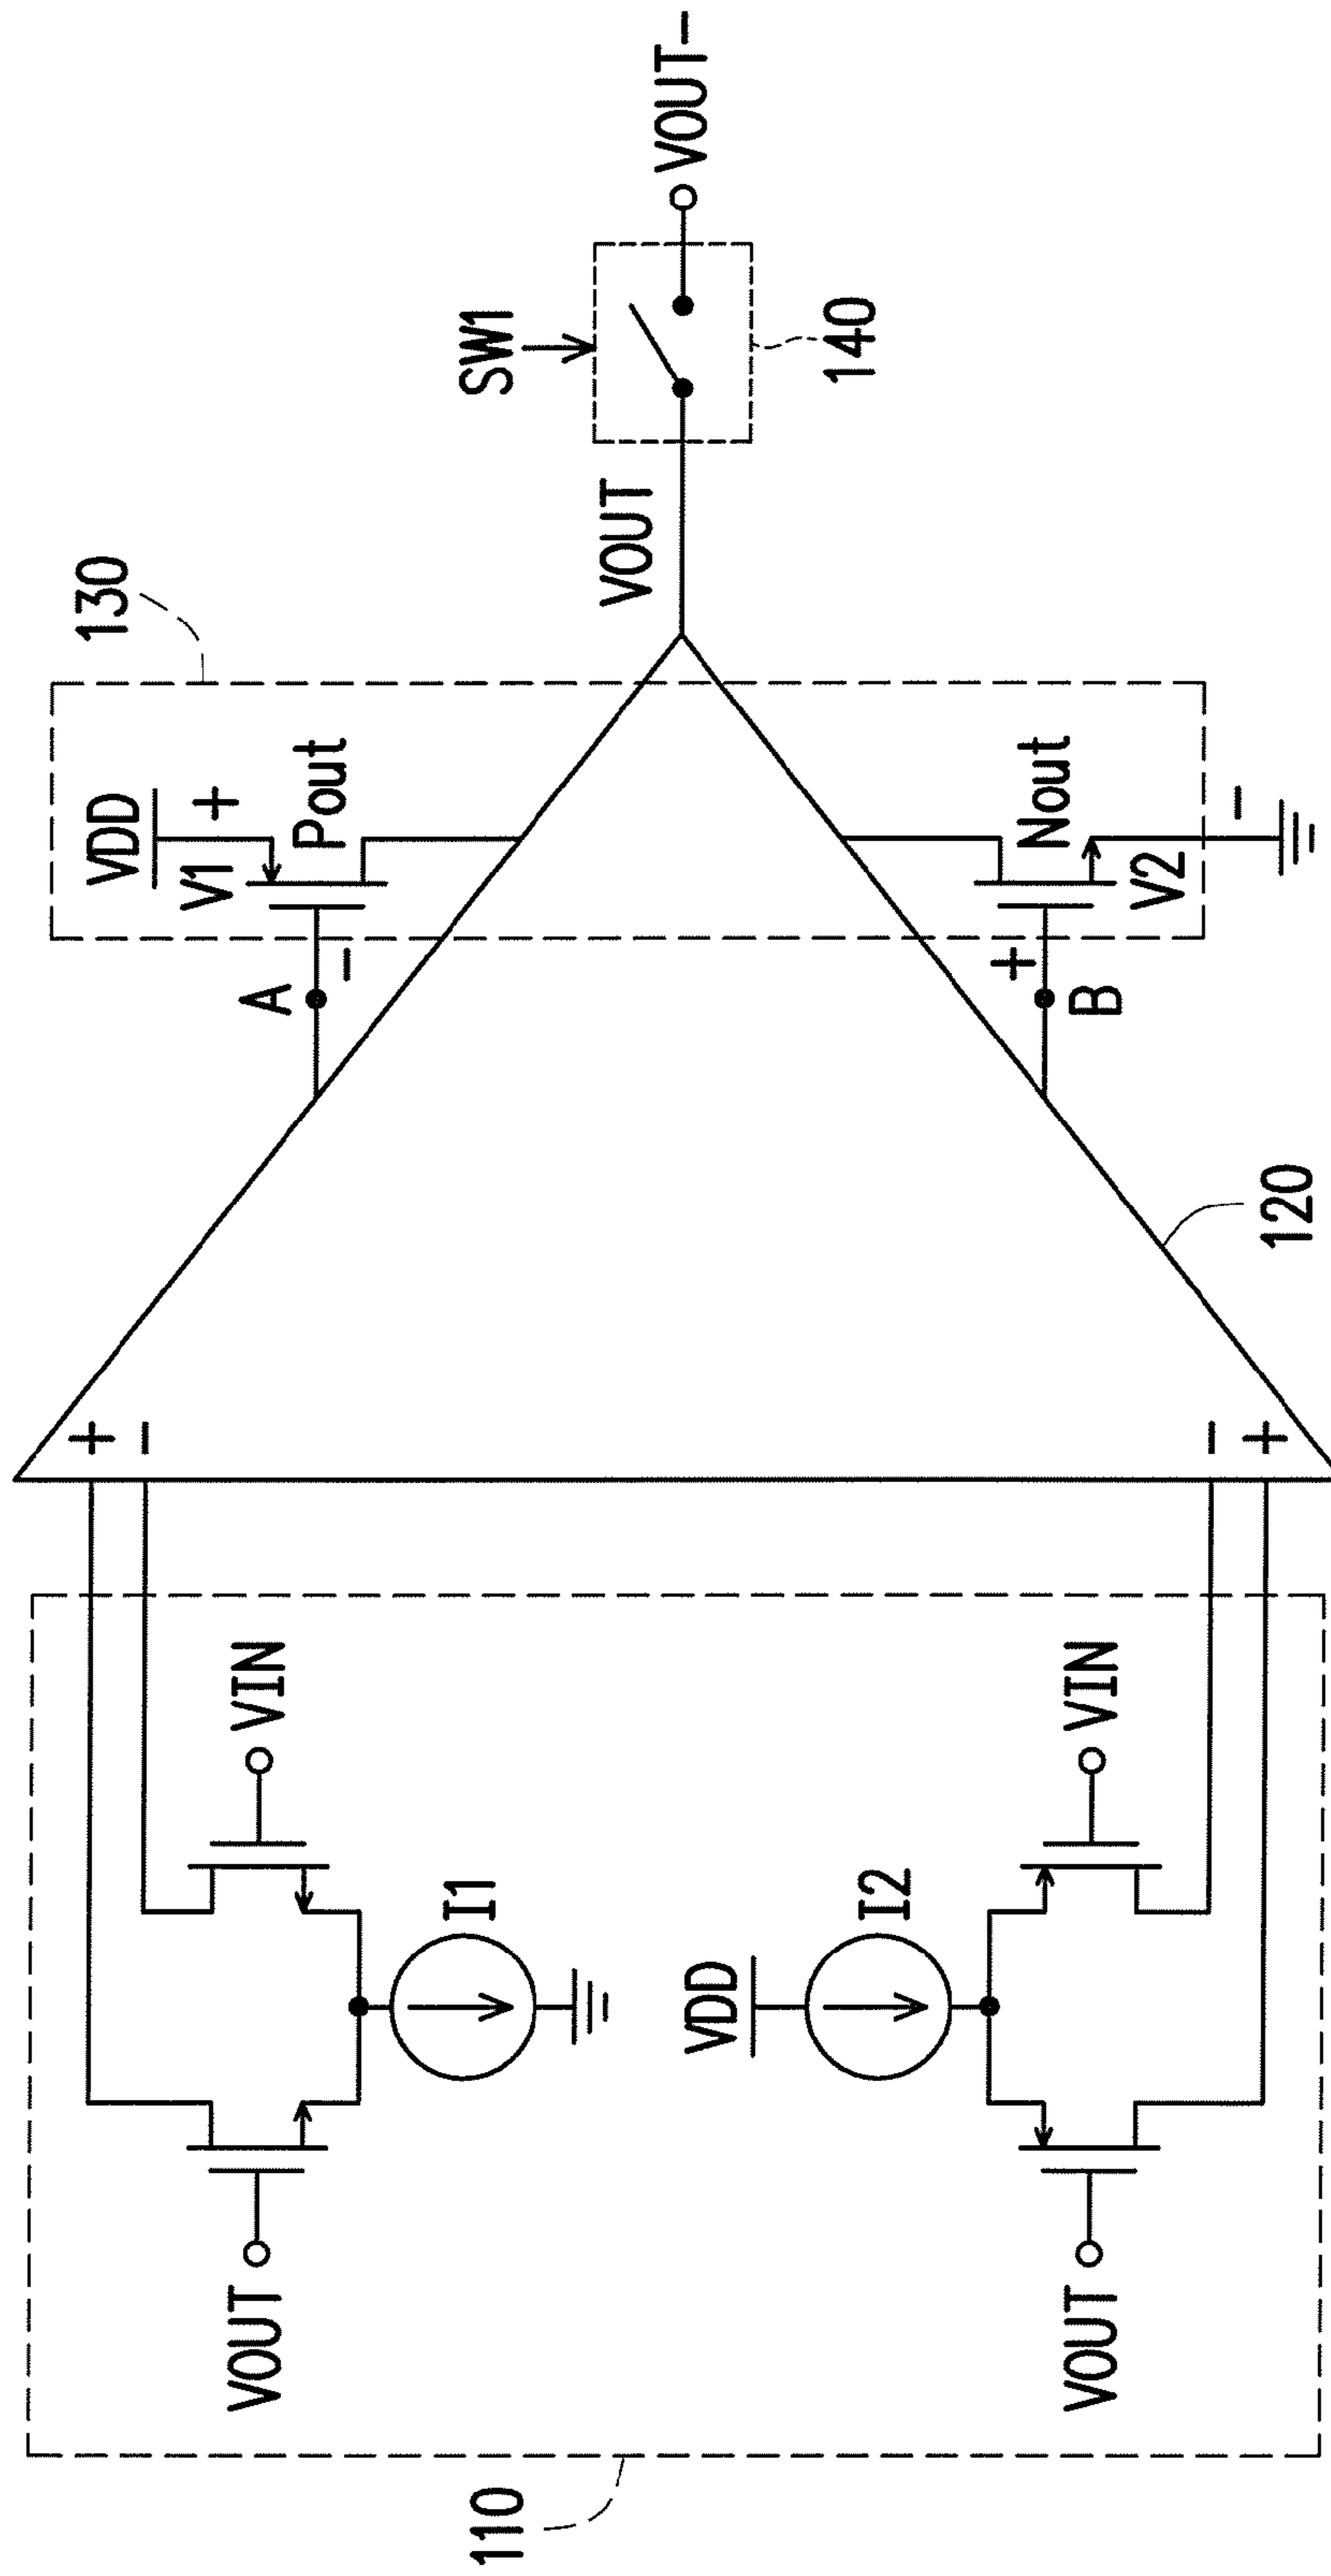 110
VOUT
VIN
I1
VDD
I2
VOUT
VIN
+
-
-
+
120
A
-
VDD
V1
+
Pout
130
B
+
Nout
V2
-
VOUT
SW1
140
VOUT-